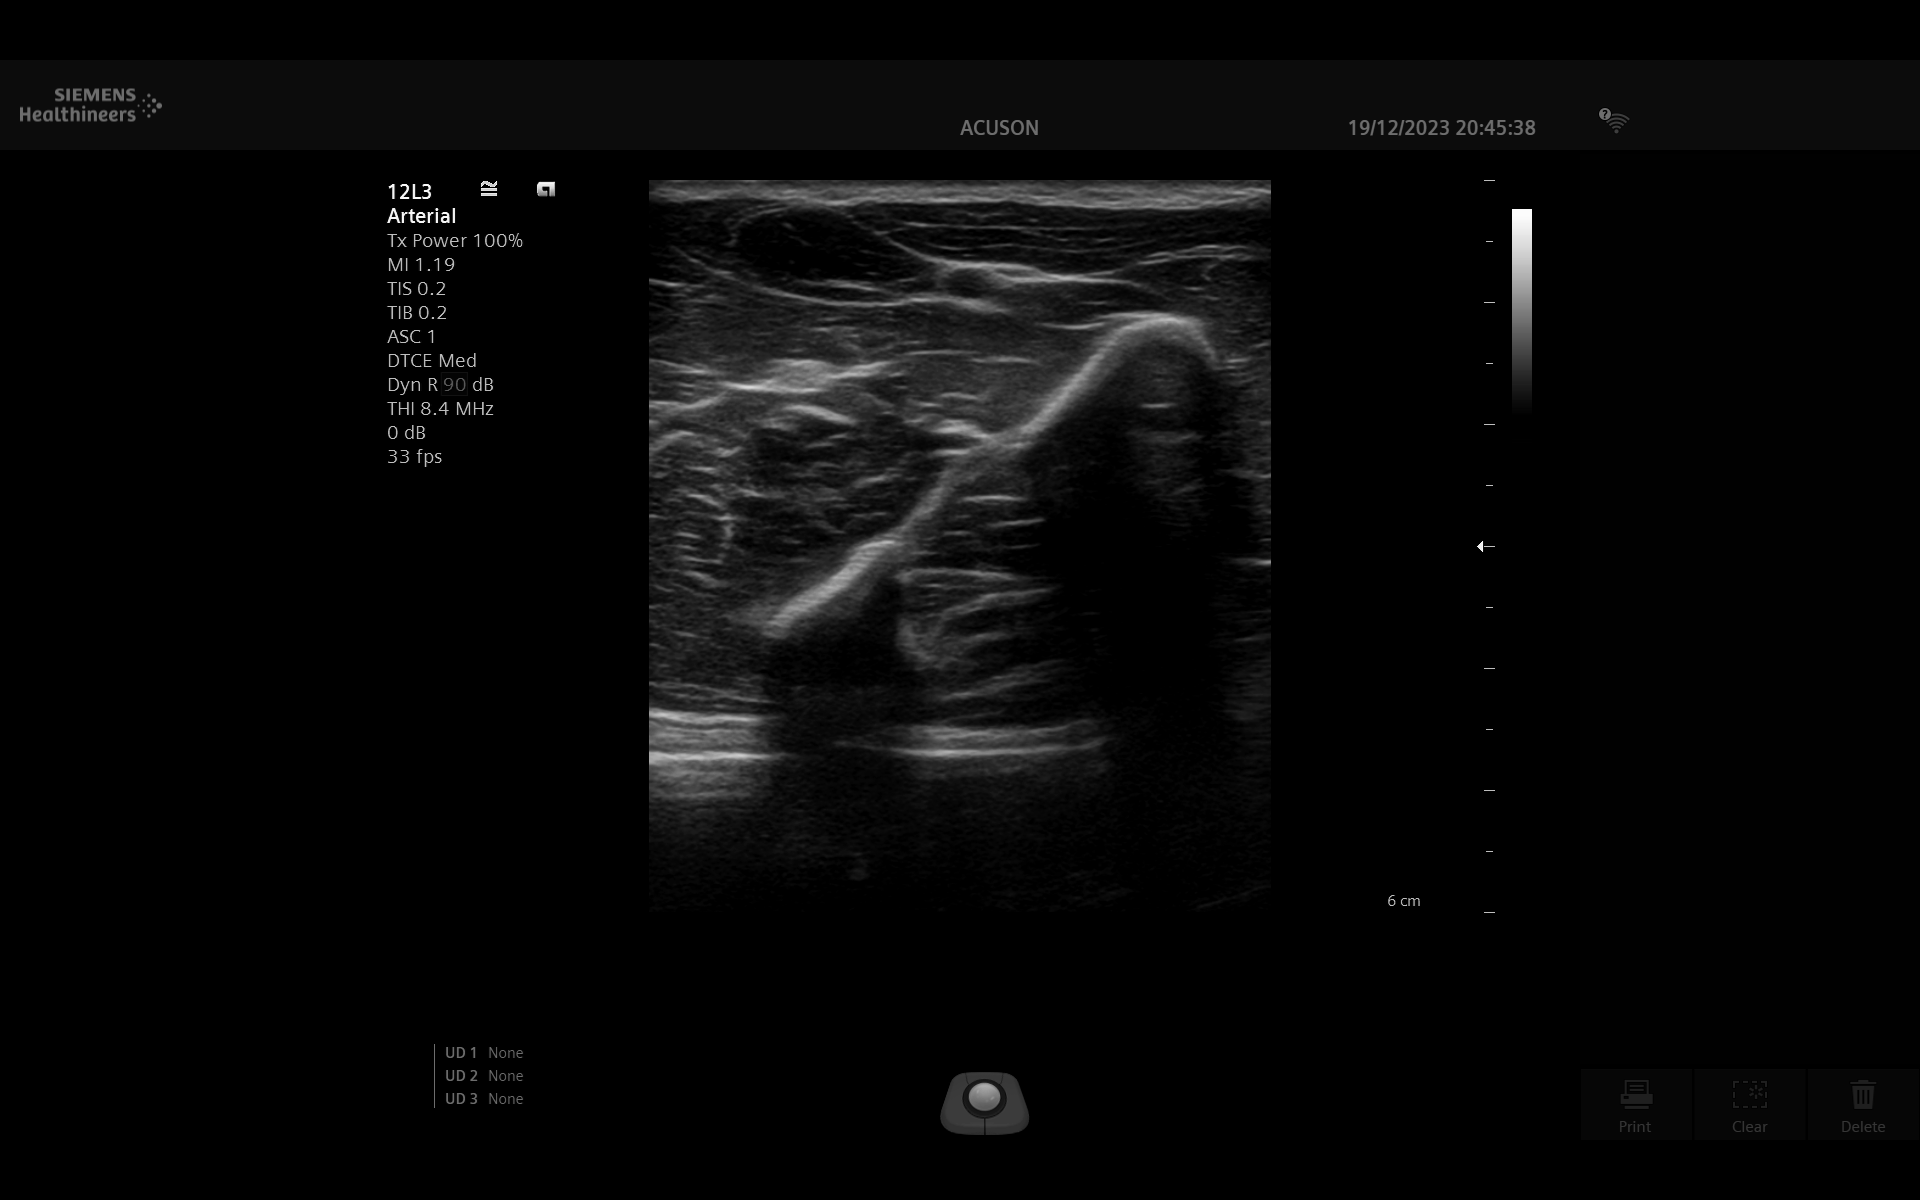 SIEMENS
Healthineers
ACUSON
19/12/2023 20:45:38
12L3
Arterial
Tx Power 100%
MI 1.19
TIS 0.2
TIB 0.2
ASC 1
DTCE Med
Dyn R 90 dB
THI 8.4 MHz
0 dB
33 fps
6 cm
UD 1 None
UD 2 None
UD 3 None
Print
Clear
Delete